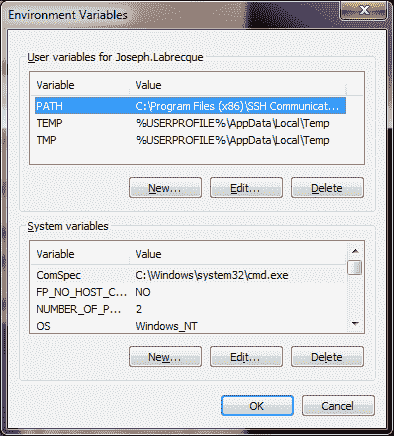 Environment Variables
User variables for Joseph.Labrecque
Variable Value
PATH C:\Program Files (x86)\SSH Communicat...
TEMP %USERPROFILE%\AppData\Local\Temp
TMP %USERPROFILE%\AppData\Local\Temp
New... Edit... Delete
System variables
Variable Value
ComSpec C:\Windows\system32\cmd.exe
FP_NO_HOST_C... NO
NUMBER_OF_P... 2
OS Windows_NT
New... Edit... Delete
OK Cancel